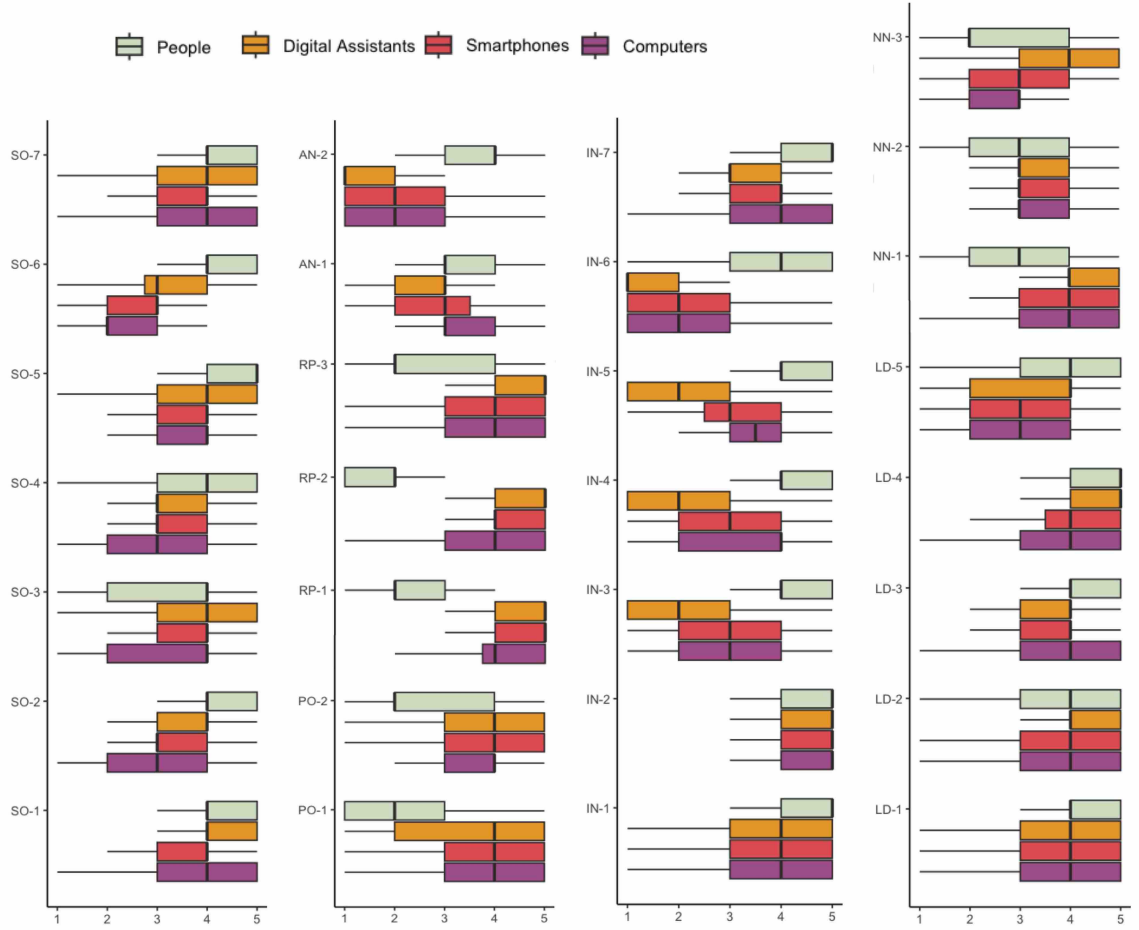 People Digital Assistants Smartphones Computers
SO-7
SO-6
SO-5
SO-4
SO-3
SO-2
SO-1
1 2 3 4 5
AN-2
AN-1
RP-3
RP-2
RP-1
PO-2
PO-1
1 2 3 4 5
IN-7
IN-6
IN-5
IN-4
IN-3
IN-2
IN-1
1 2 3 4 5
NN-3
NN-2
NN-1
LD-5
LD-4
LD-3
LD-2
LD-1
1 2 3 4 5